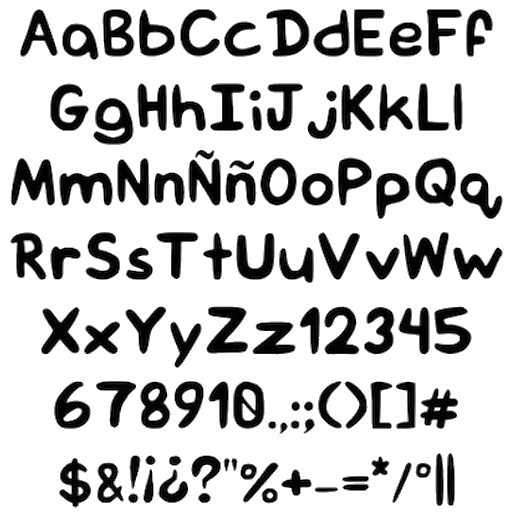 AaBbCcDdEeFf
GgHhIiJjKkLl
MmNnÑñOoPpQq
RrSsTtUuVvWw
XxYyZz12345
678910.,:;()[]#
$&!¡¿?"%+-=*/°||